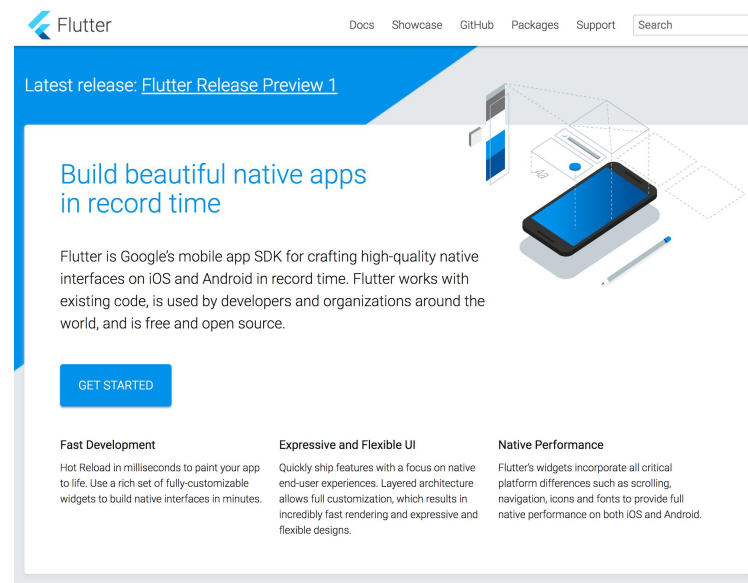 Flutter
Docs Showcase GitHub Packages Support Search
Latest release: Flutter Release Preview 1
Build beautiful native apps
in record time
Aa
Flutter is Google's mobile app SDK for crafting high-quality native
interfaces on iOS and Android in record time. Flutter works with
existing code, is used by developers and organizations around the
world, and is free and open source.
GET STARTED
Fast Development
Hot Reload in milliseconds to paint your app
to life. Use a rich set of fully-customizable
widgets to build native interfaces in minutes.
Expressive and Flexible UI
Quickly ship features with a focus on native
end-user experiences. Layered architecture
allows full customization, which results in
incredibly fast rendering and expressive and
flexible designs.
Native Performance
Flutter's widgets incorporate all critical
platform differences such as scrolling,
navigation, icons and fonts to provide full
native performance on both iOS and Android.